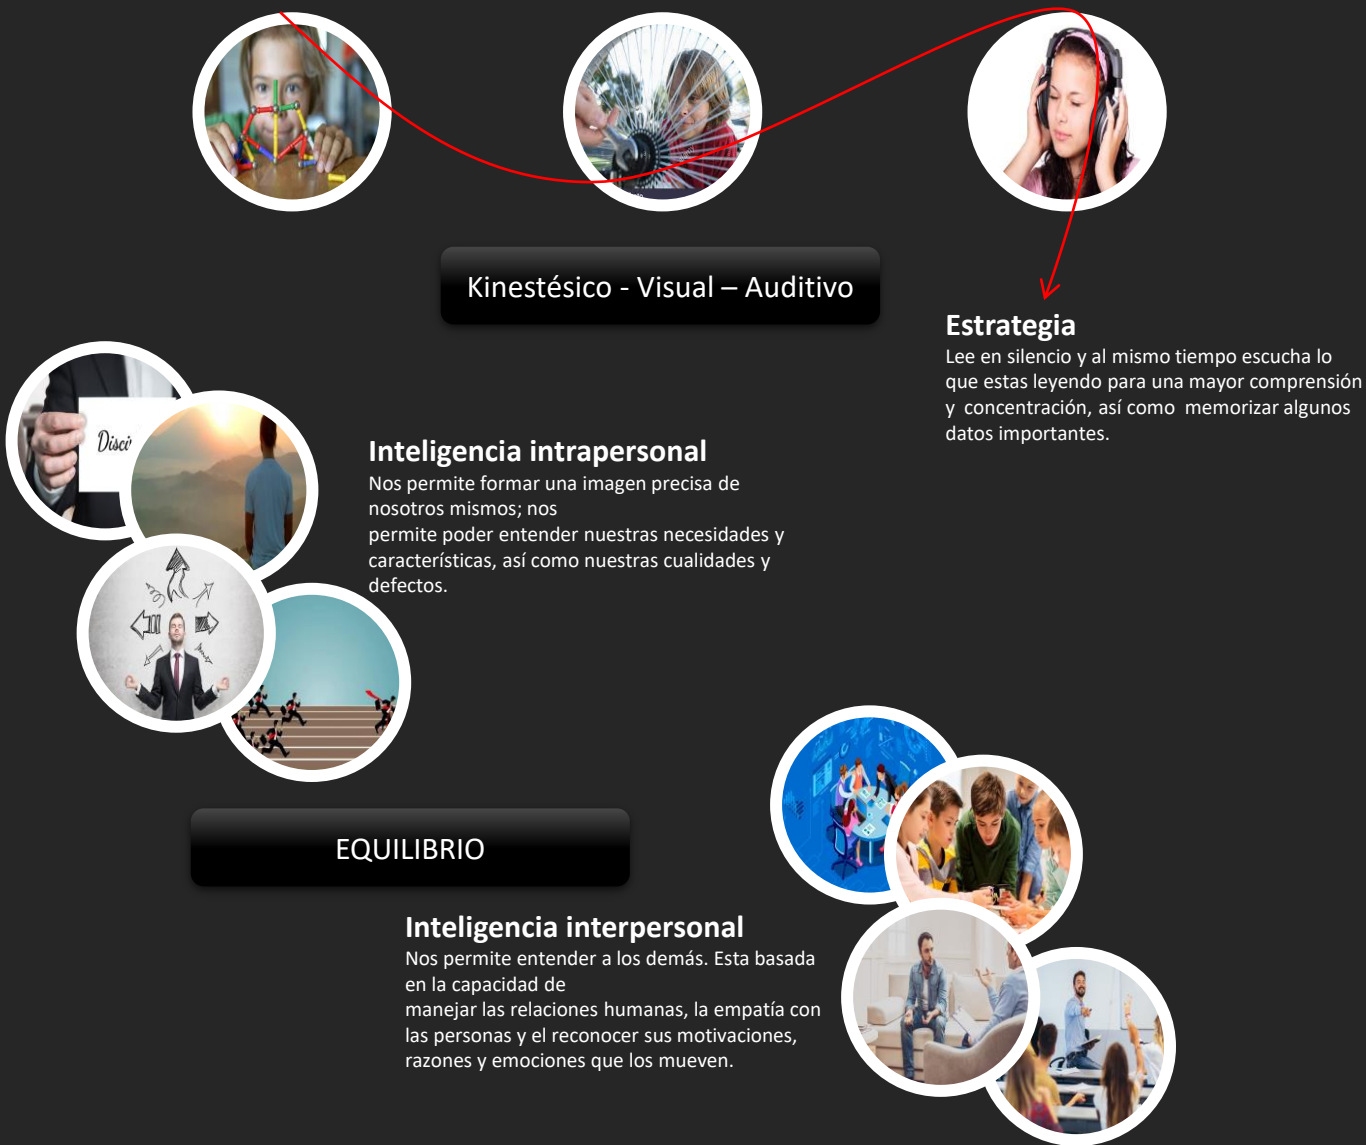 Kinestésico - Visual – Auditivo
Estrategia
Lee en silencio y al mismo tiempo escucha lo
que estas leyendo para una mayor comprensión
y concentración, así como memorizar algunos
datos importantes.
Inteligencia intrapersonal
Nos permite formar una imagen precisa de
nosotros mismos; nos
permite poder entender nuestras necesidades y
características, así como nuestras cualidades y
defectos.
EQUILIBRIO
Inteligencia interpersonal
Nos permite entender a los demás. Esta basada
en la capacidad de
manejar las relaciones humanas, la empatía con
las personas y el reconocer sus motivaciones,
razones y emociones que los mueven.